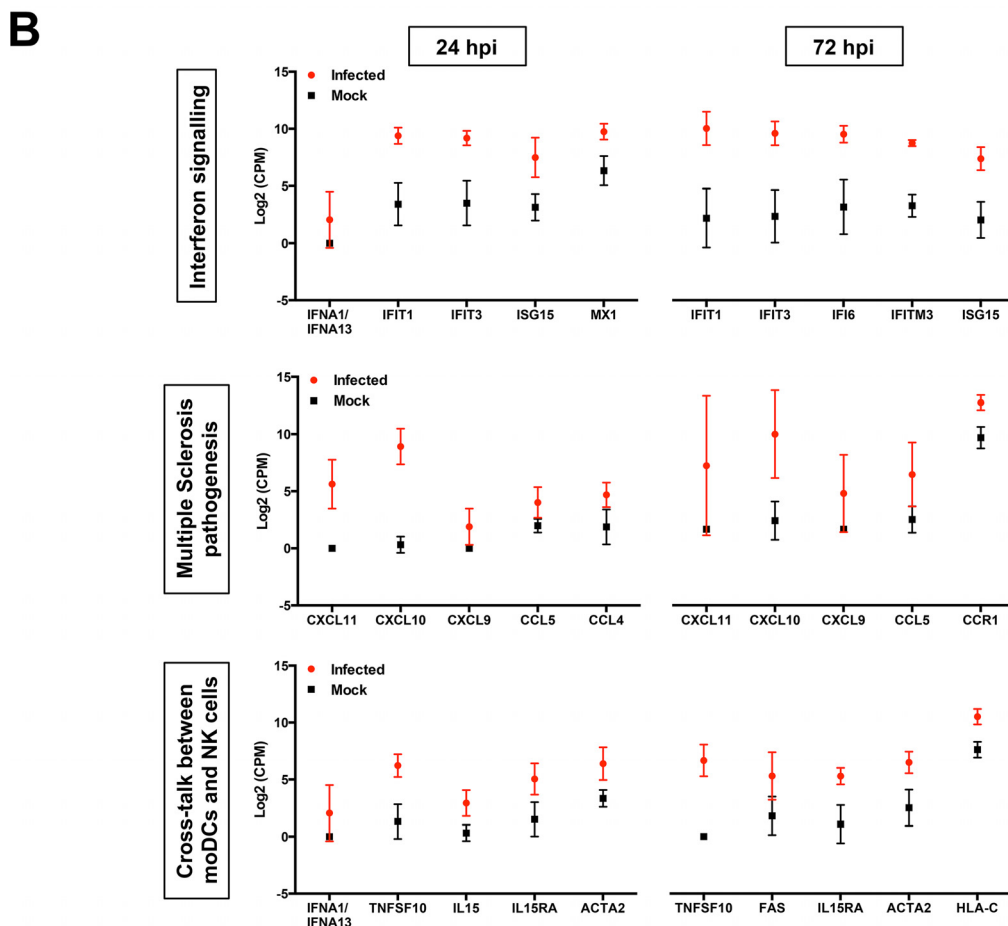 B
24 hpi
72 hpi
Interferon signalling
Log2 (CPM)
15
10
5
0
-5
Infected
Mock
IFNA1/
IFNA13
IFIT1
IFIT3
ISG15
MX1
IFIT1
IFIT3
IFI6
IFITM3
ISG15
Multiple Sclerosis
pathogenesis
Log2 (CPM)
15
10
5
0
-5
Infected
Mock
CXCL11
CXCL10
CXCL9
CCL5
CCL4
CXCL11
CXCL10
CXCL9
CCL5
CCR1
Cross-talk between
moDCs and NK cells
Log2 (CPM)
15
10
5
0
-5
Infected
Mock
IFNA1/
IFNA13
TNFSF10
IL15
IL15RA
ACTA2
TNFSF10
FAS
IL15RA
ACTA2
HLA-C